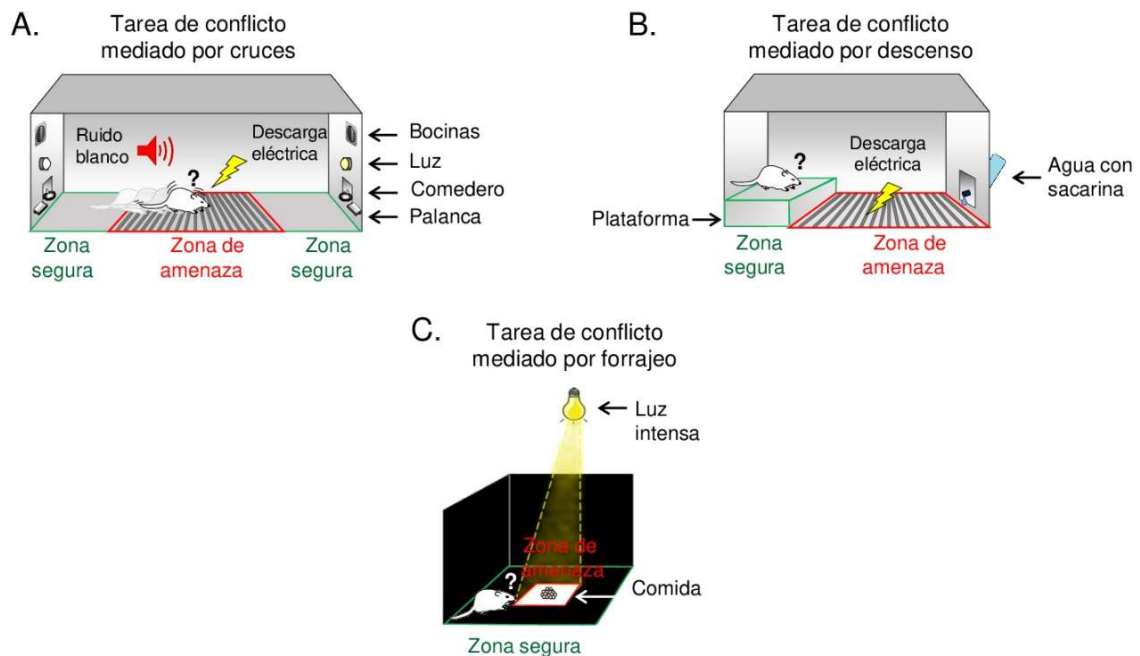 A.
Tarea de conflicto
mediado por cruces
Ruido
blanco
Descarga
eléctrica
?
Bocinas
Luz
Comedero
Palanca
Zona
segura
Zona de
amenaza
Zona
segura
B.
Tarea de conflicto
mediado por descenso
?
Descarga
eléctrica
Agua con
sacarina
Plataforma
Zona
segura
Zona de
amenaza
C.
Tarea de conflicto
mediado por forrajeo
Luz
intensa
Zona de
amenaza
?
Comida
Zona segura